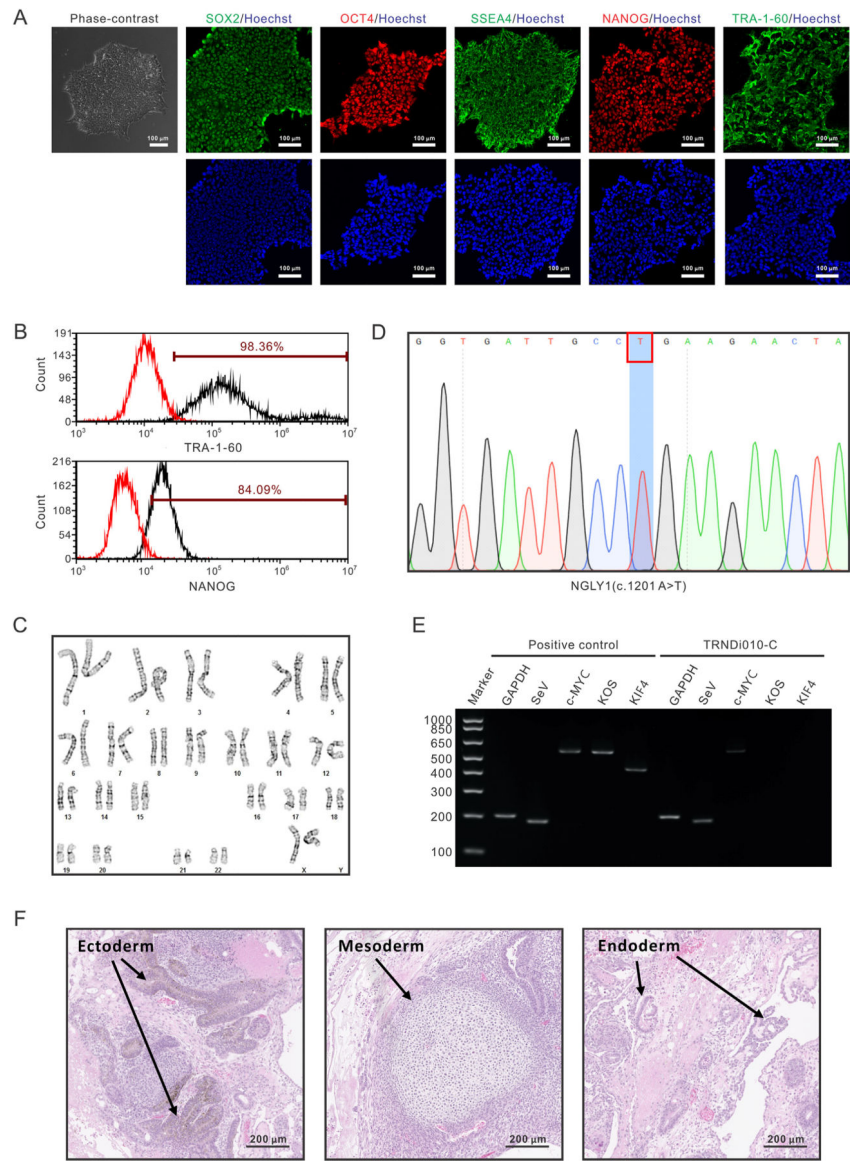 A
Phase-contrast SOX2/Hoechst OCT4/Hoechst SSEA4/Hoechst NANOG/Hoechst TRA-1-60/Hoechst
100 µm 100 µm 100 µm 100 µm 100 µm 100 µm
100 µm 100 µm 100 µm 100 µm 100 µm
B
191
143
96
48
0
Count
98.36%
10³ 10⁴ 10⁵ 10⁶ 10⁷
TRA-1-60
216
162
108
54
0
Count
84.09%
10³ 10⁴ 10⁵ 10⁶ 10⁷
NANOG
D
G G T G A T T G C C T G A A G A A C T A
NGLY1(c.1201 A>T)
C
1 2 3 4 5
6 7 8 9 10 11 12
13 14 15 16 17 18
19 20 21 22 X Y
E
Positive control TRNDi010-C
Marker GAPDH SeV c-MYC KOS KIF4 GAPDH SeV c-MYC KOS KIF4
1000
850
650
500
400
300
200
100
F
Ectoderm Mesoderm Endoderm
200 µm 200 µm 200 µm